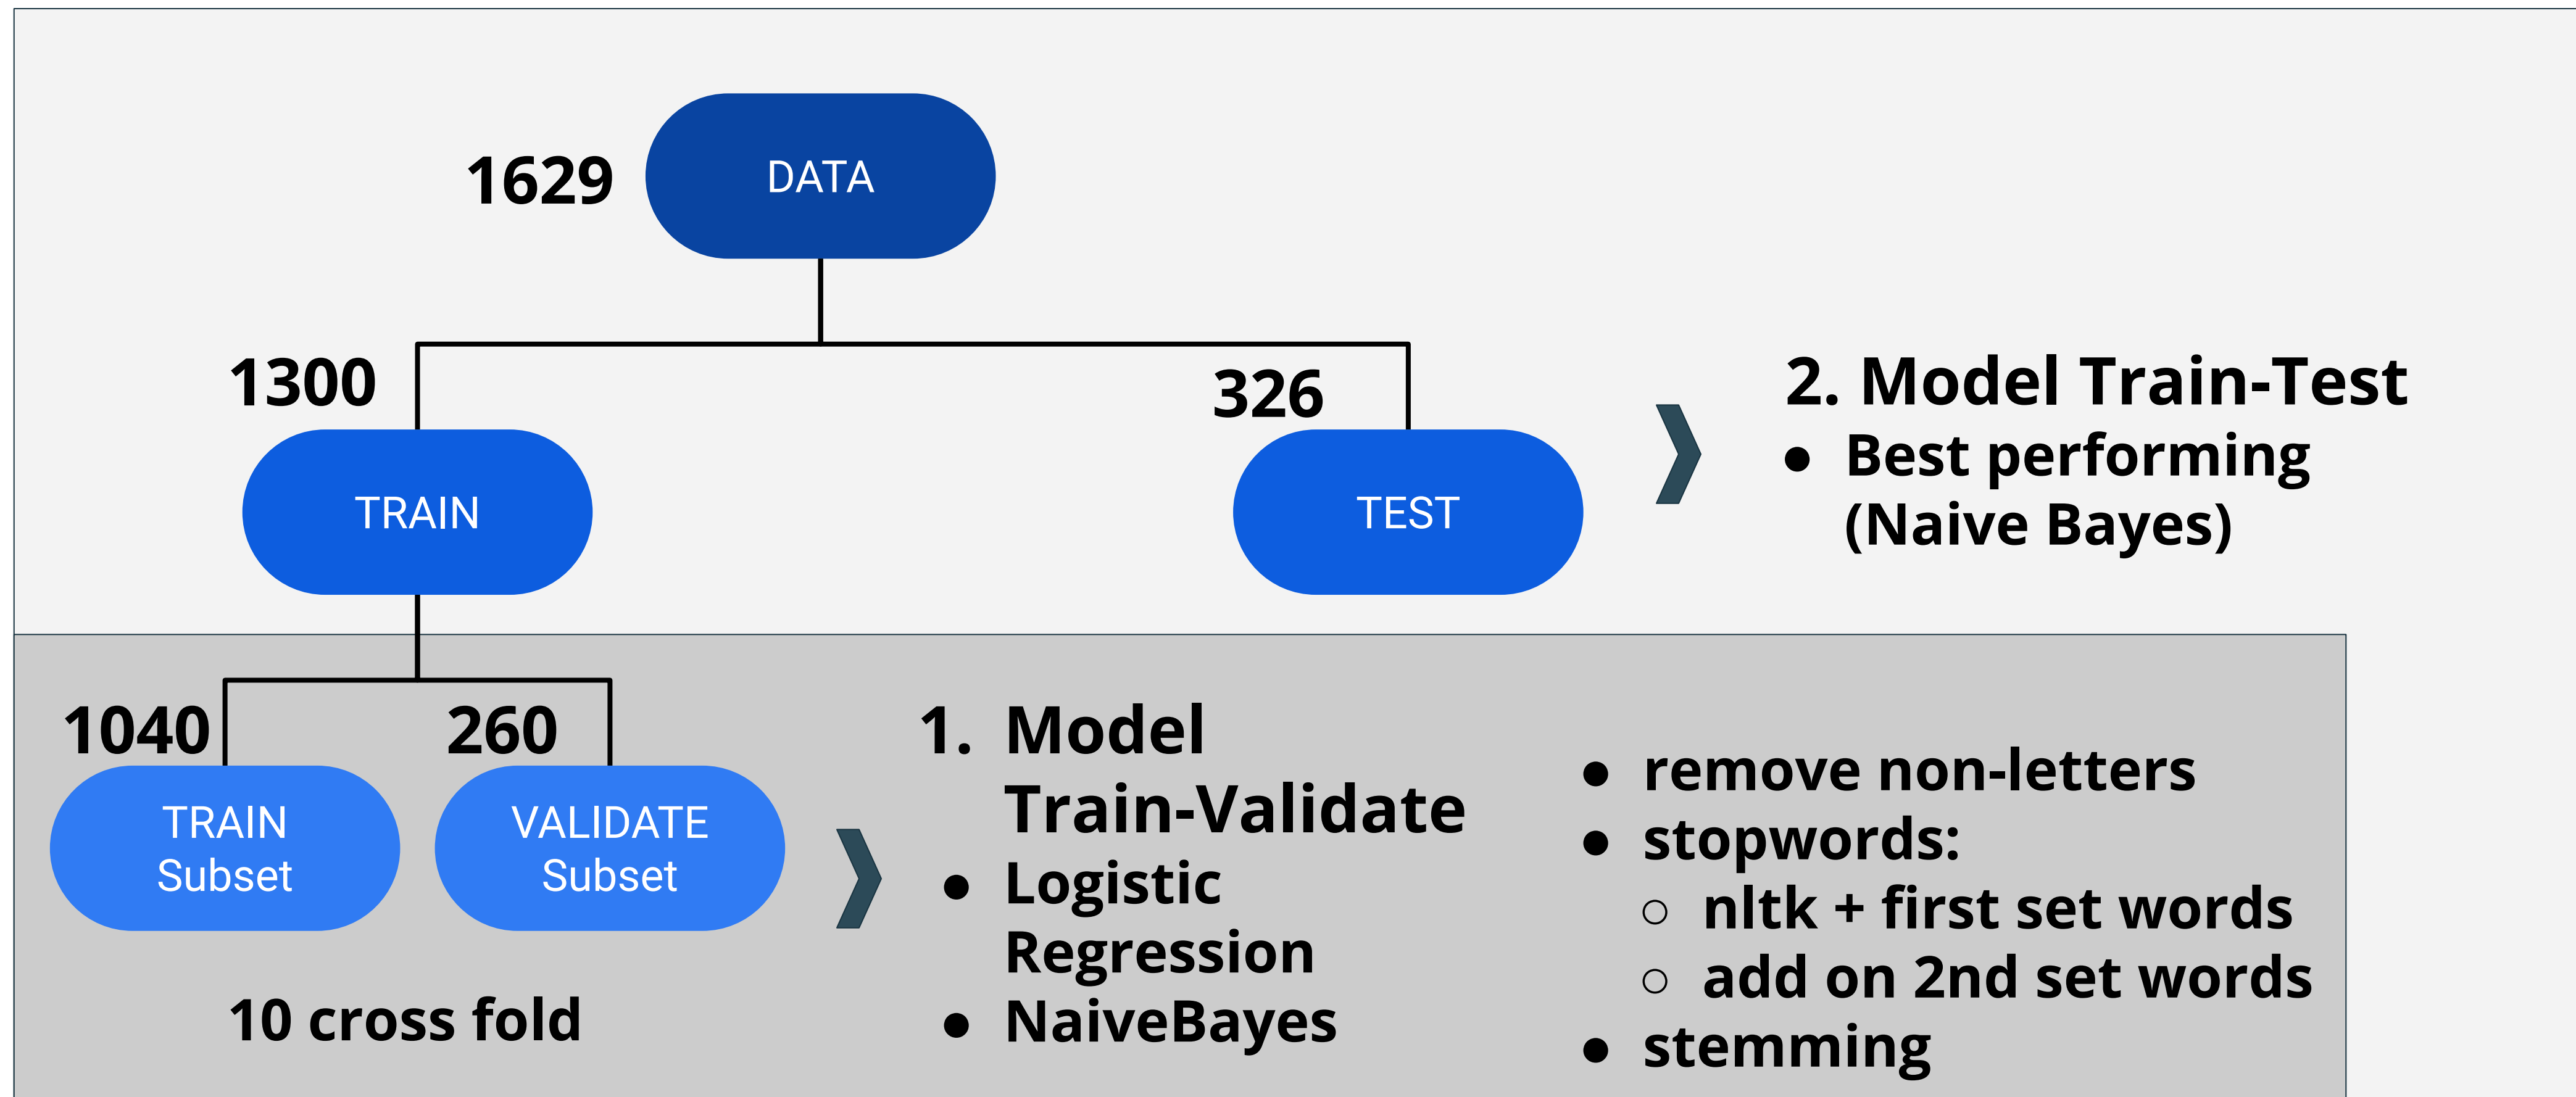 1629
DATA
1300
326
TRAIN
TEST
2. Model Train-Test
● Best performing
(Naive Bayes)
1040
260
TRAIN
Subset
VALIDATE
Subset
10 cross fold
1. Model
Train-Validate
● Logistic
Regression
● NaiveBayes
● remove non-letters
● stopwords:
○ nltk + first set words
○ add on 2nd set words
● stemming